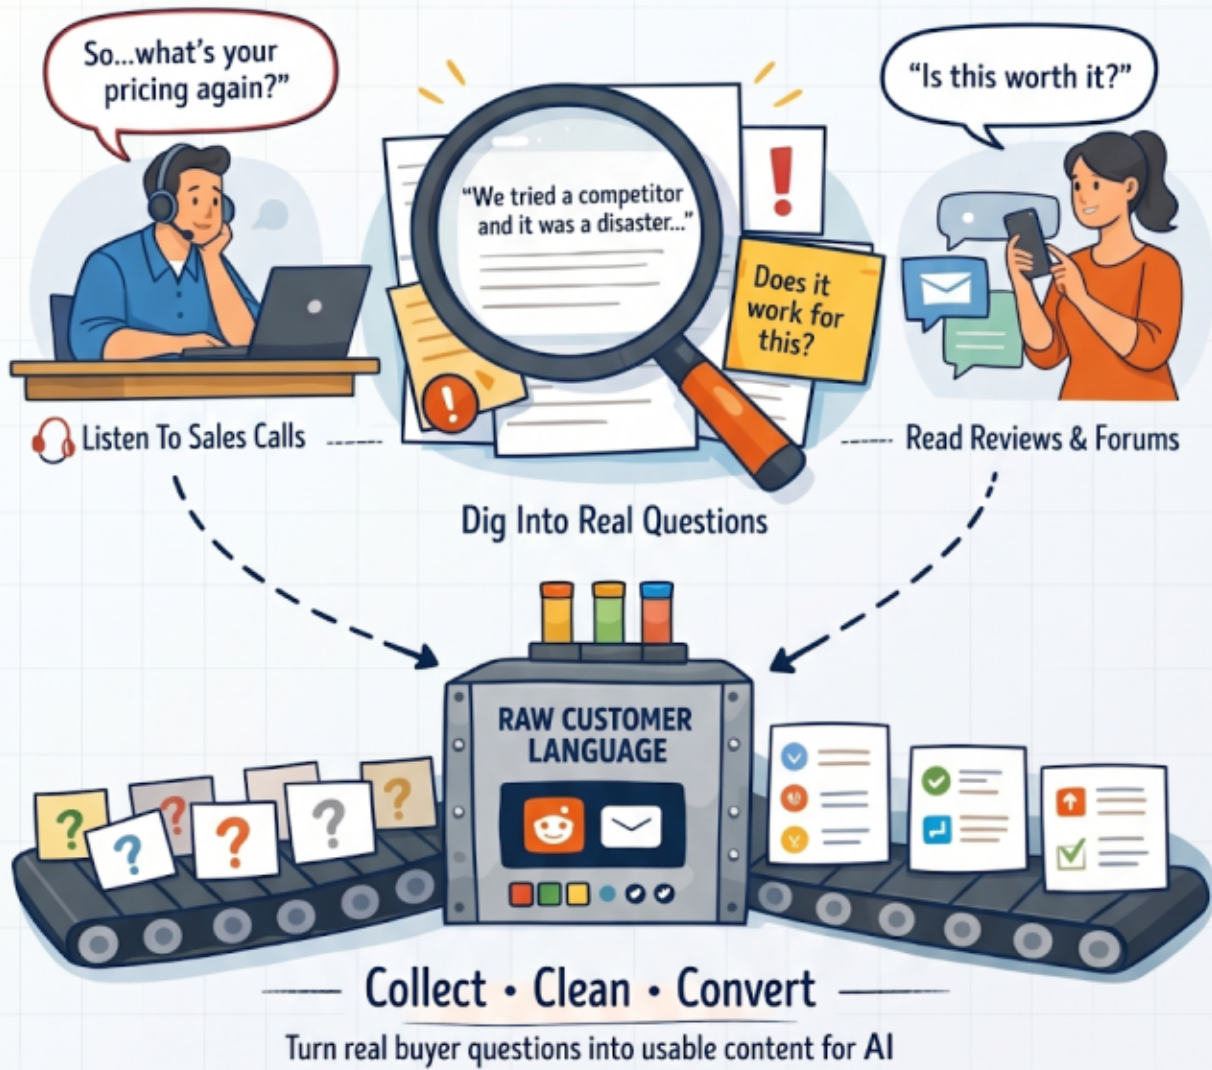 So...what's your
pricing again?”
“Is this worth it?”
“We tried a competitor
and it was a disaster...”
Does it
work for
this?
Listen To Sales Calls
Read Reviews & Forums
Dig Into Real Questions
RAW CUSTOMER
LANGUAGE
Collect • Clean • Convert
Turn real buyer questions into usable content for AI